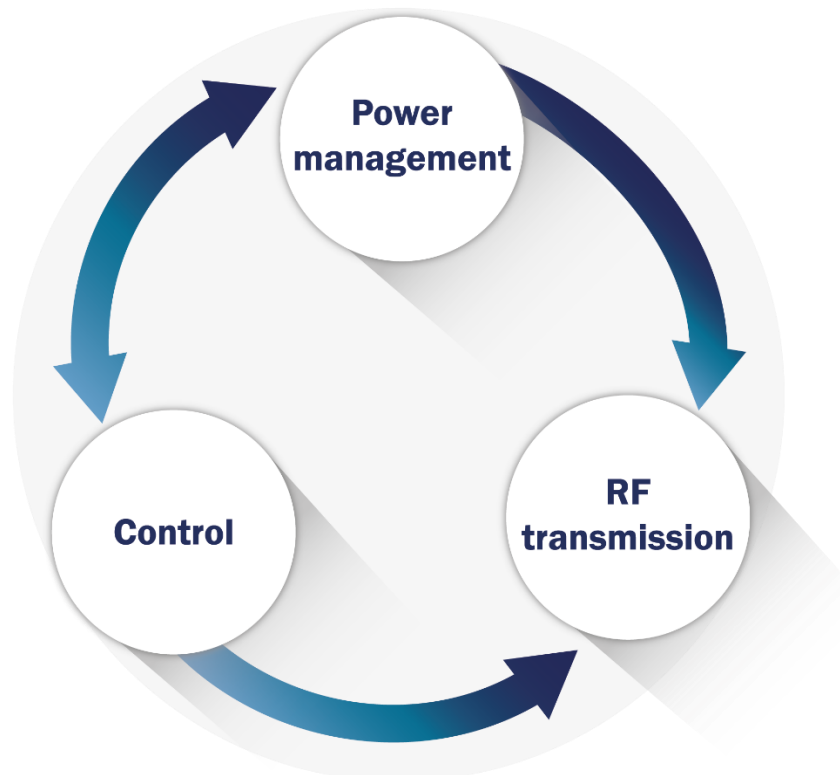 Power
management
RF
transmission
Control